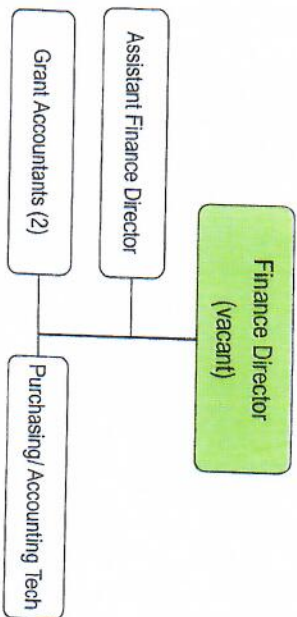 Finance Director
(vacant)
Assistant Finance Director
Grant Accountants (2)
Purchasing/ Accounting Tech